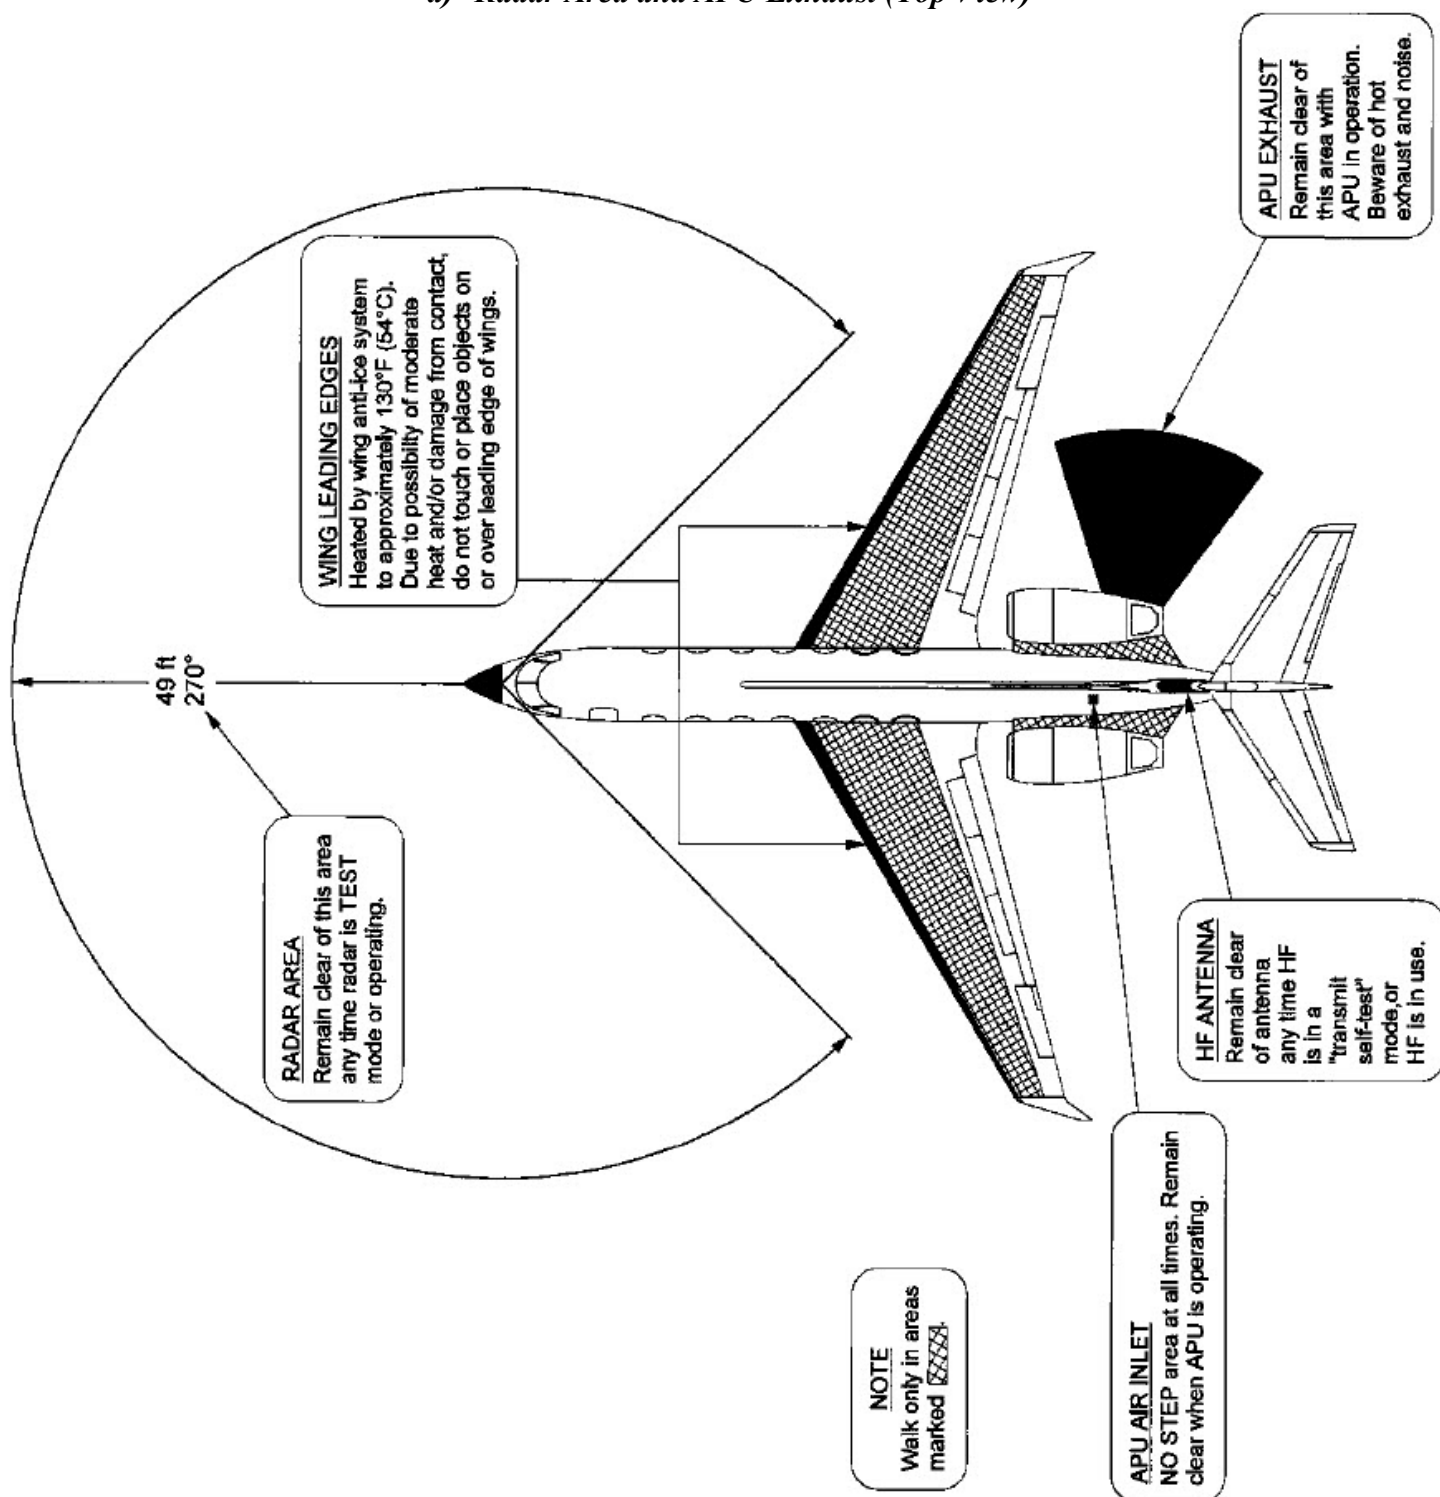 a) Radar Area and APU Exhaust (Top View)
49 ft
270°
WING LEADING EDGES
Heated by wing anti-ice system
to approximately 130°F (54°C).
Due to possibilty of moderate
heat and/or damage from contact,
do not touch or place objects on
or over leading edge of wings.
APU EXHAUST
Remain clear of
this area with
APU in operation.
Beware of hot
exhaust and noise.
RADAR AREA
Remain clear of this area
any time radar is TEST
mode or operating.
HF ANTENNA
Remain clear
of antenna
any time HF
is in a
"transmit
self-test"
mode,or
HF is in use.
NOTE
Walk only in areas
marked
APU AIR INLET
NO STEP area at all times. Remain
clear when APU is operating.